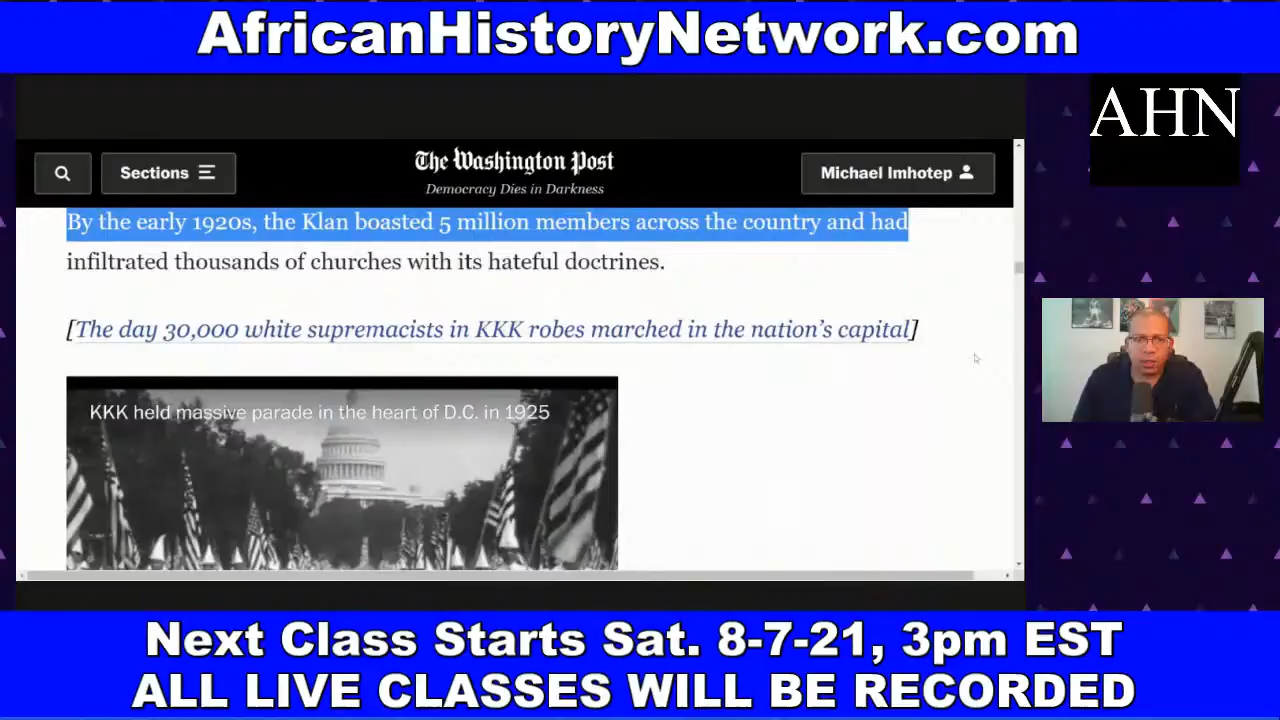 AfricanHistoryNetwork.com
AHN
Sections
The Washington Post
Democracy Dies in Darkness
Michael Imhotep
By the early 1920s, the Klan boasted 5 million members across the country and had
infiltrated thousands of churches with its hateful doctrines.
[The day 30,000 white supremacists in KKK robes marched in the nation's capital]
KKK held massive parade in the heart of D.C. in 1925
Next Class Starts Sat. 8-7-21, 3pm EST
ALL LIVE CLASSES WILL BE RECORDED